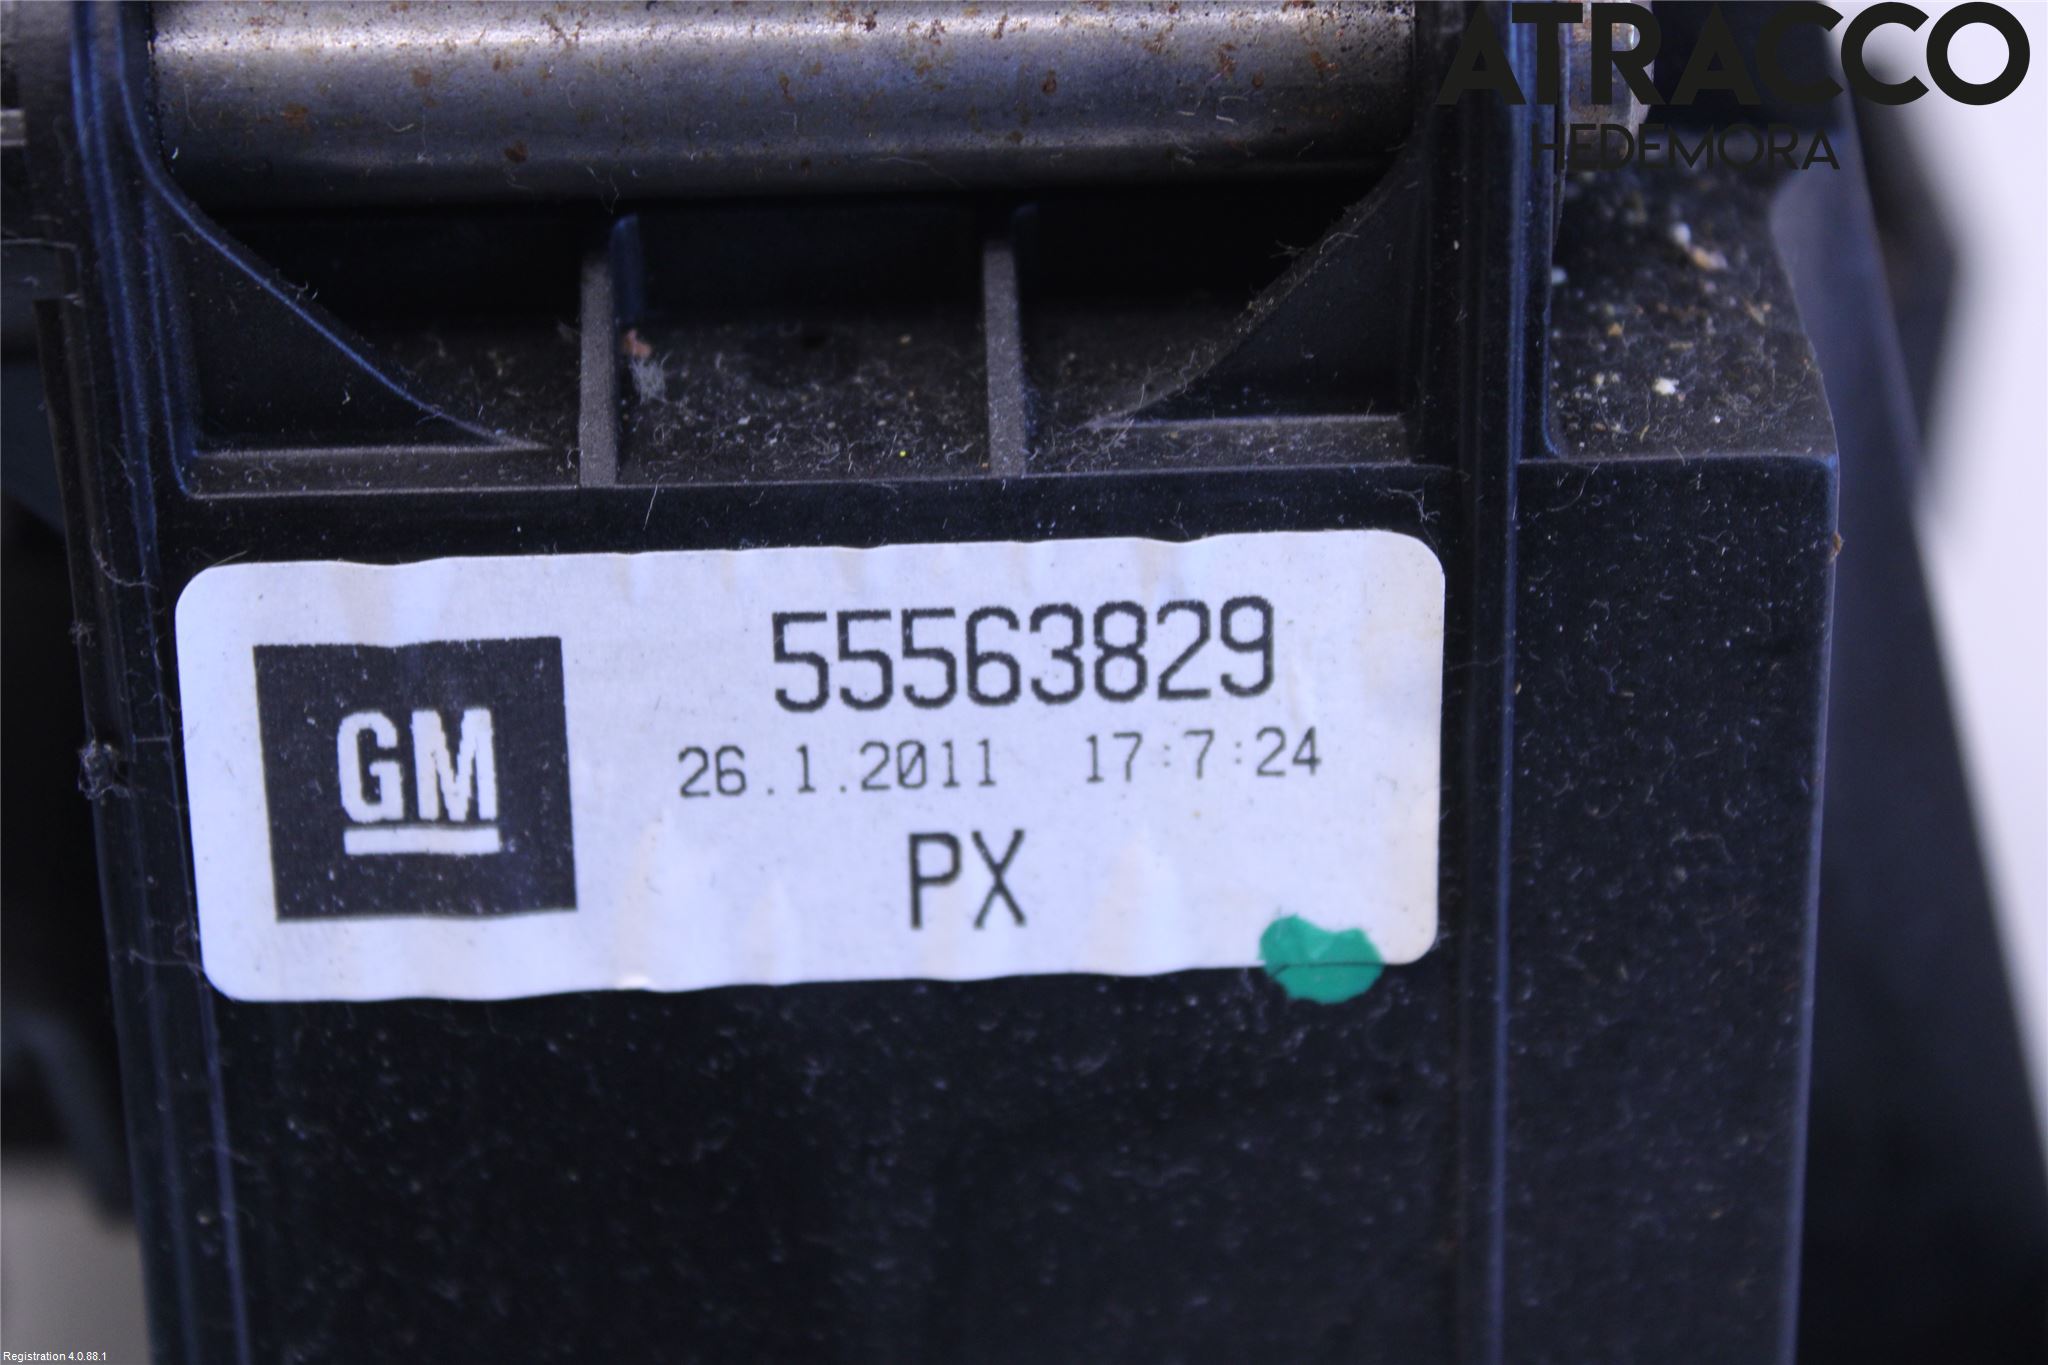 ATRACCO
HEDEMORA
55563829
GM
26.1.2011 17:7:24
PX
Registration 4.0.88.1